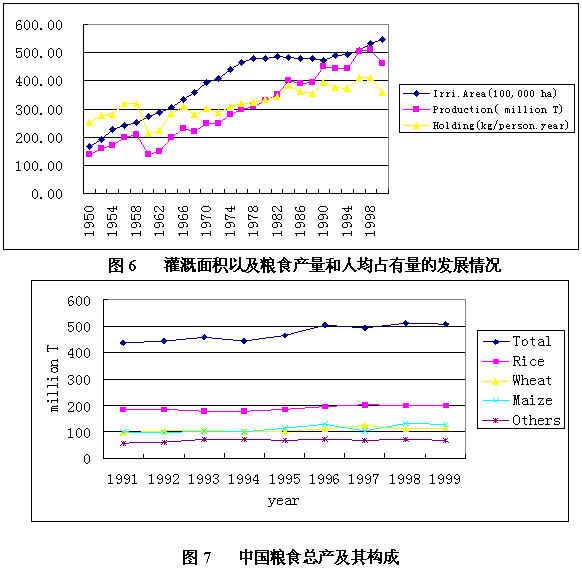 600.00
500.00
400.00
300.00
200.00
100.00
0.00
1950 1954 1958 1962 1966 1970 1974 1978 1982 1986 1990 1994 1998
Irri.Area(100,000 ha)
Production( million T)
Holding(kg/person.year)
图 6 灌溉面积以及粮食产量和人均占有量的发展情况
600
500
400
300
200
100
0
million T
1991 1992 1993 1994 1995 1996 1997 1998 1999
year
Total
Rice
Wheat
Maize
Others
图 7 中国粮食总产及其构成